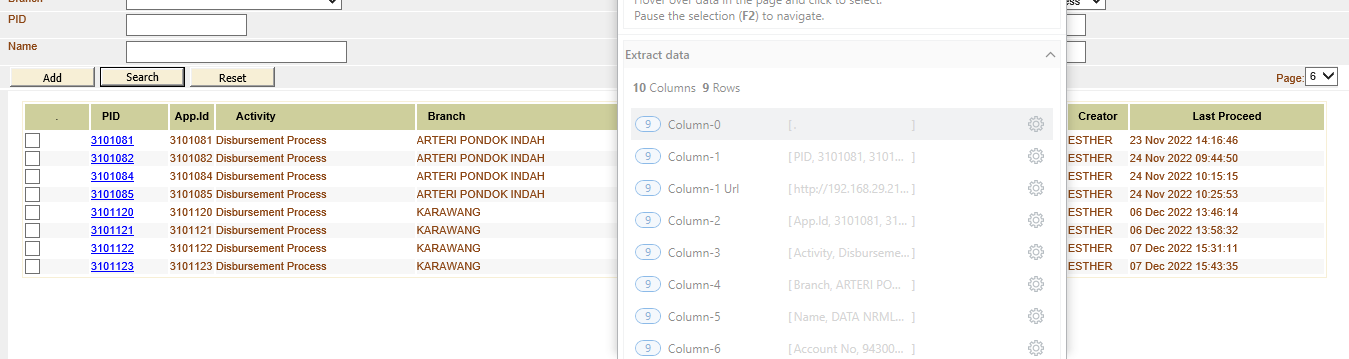 Hover over data in the page and click to select.
Pause the selection (F2) to navigate.
PID
Name
Add Search Reset
Page: 6
. PID App.Id Activity Branch Creator Last Proceed
3101081 3101081 Disbursement Process ARTERI PONDOK INDAH ESTHER 23 Nov 2022 14:16:46
3101082 3101082 Disbursement Process ARTERI PONDOK INDAH ESTHER 24 Nov 2022 09:44:50
3101084 3101084 Disbursement Process ARTERI PONDOK INDAH ESTHER 24 Nov 2022 10:15:15
3101085 3101085 Disbursement Process ARTERI PONDOK INDAH ESTHER 24 Nov 2022 10:25:53
3101120 3101120 Disbursement Process KARAWANG ESTHER 06 Dec 2022 13:46:14
3101121 3101121 Disbursement Process KARAWANG ESTHER 06 Dec 2022 13:58:32
3101122 3101122 Disbursement Process KARAWANG ESTHER 07 Dec 2022 15:31:11
3101123 3101123 Disbursement Process KARAWANG ESTHER 07 Dec 2022 15:43:35
Extract data
10 Columns 9 Rows
9 Column-0 [ . ]
9 Column-1 [ PID, 3101081, 3101... ]
9 Column-1 Url [ http://192.168.29.21... ]
9 Column-2 [ App.Id, 3101081, 31... ]
9 Column-3 [ Activity, Disburseme... ]
9 Column-4 [ Branch, ARTERI PO... ]
9 Column-5 [ Name, DATA NRML... ]
9 Column-6 [ Account No, 94300... ]